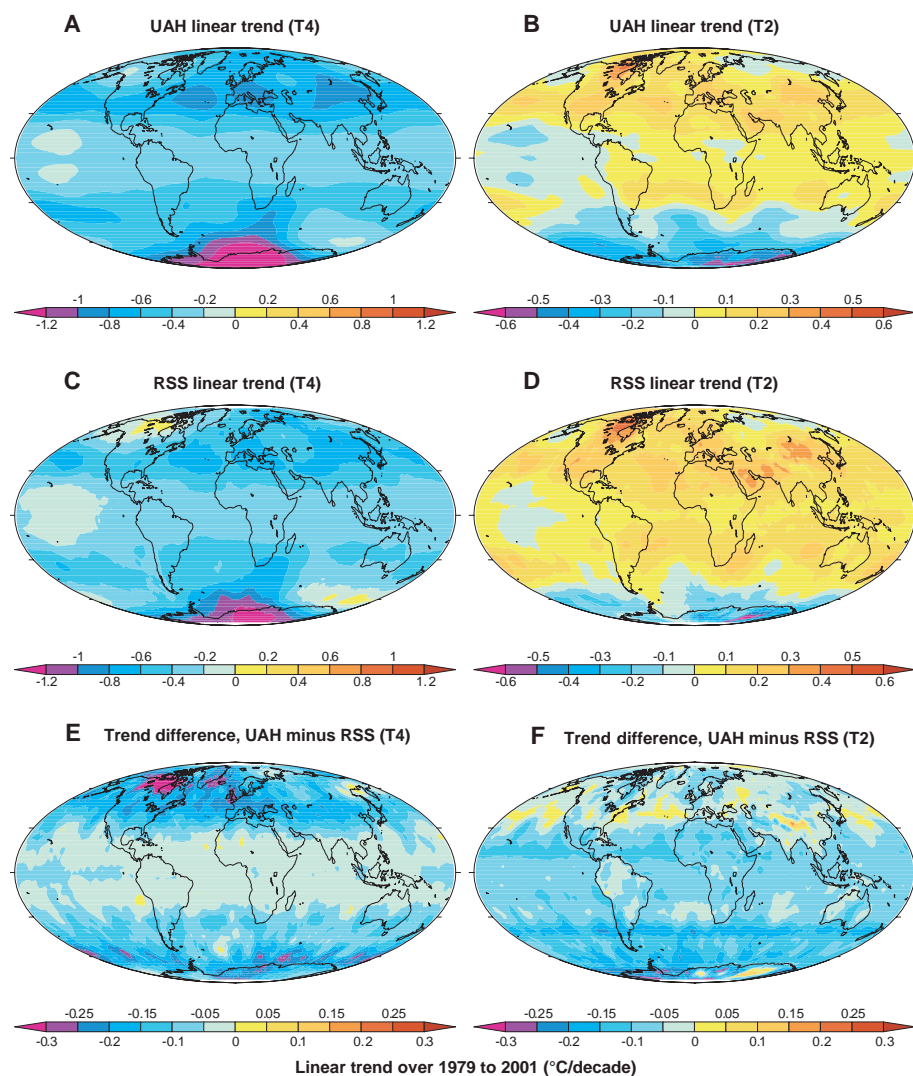 A UAH linear trend (T4)
B UAH linear trend (T2)
-1 -0.6 -0.2 0.2 0.6 1
-1.2 -0.8 -0.4 0 0.4 0.8 1.2
-0.5 -0.3 -0.1 0.1 0.3 0.5
-0.6 -0.4 -0.2 0 0.2 0.4 0.6
C RSS linear trend (T4)
D RSS linear trend (T2)
-1 -0.6 -0.2 0.2 0.6 1
-1.2 -0.8 -0.4 0 0.4 0.8 1.2
-0.5 -0.3 -0.1 0.1 0.3 0.5
-0.6 -0.4 -0.2 0 0.2 0.4 0.6
E Trend difference, UAH minus RSS (T4)
F Trend difference, UAH minus RSS (T2)
-0.25 -0.15 -0.05 0.05 0.15 0.25
-0.3 -0.2 -0.1 0 0.1 0.2 0.3
-0.25 -0.15 -0.05 0.05 0.15 0.25
-0.3 -0.2 -0.1 0 0.1 0.2 0.3
Linear trend over 1979 to 2001 (°C/decade)